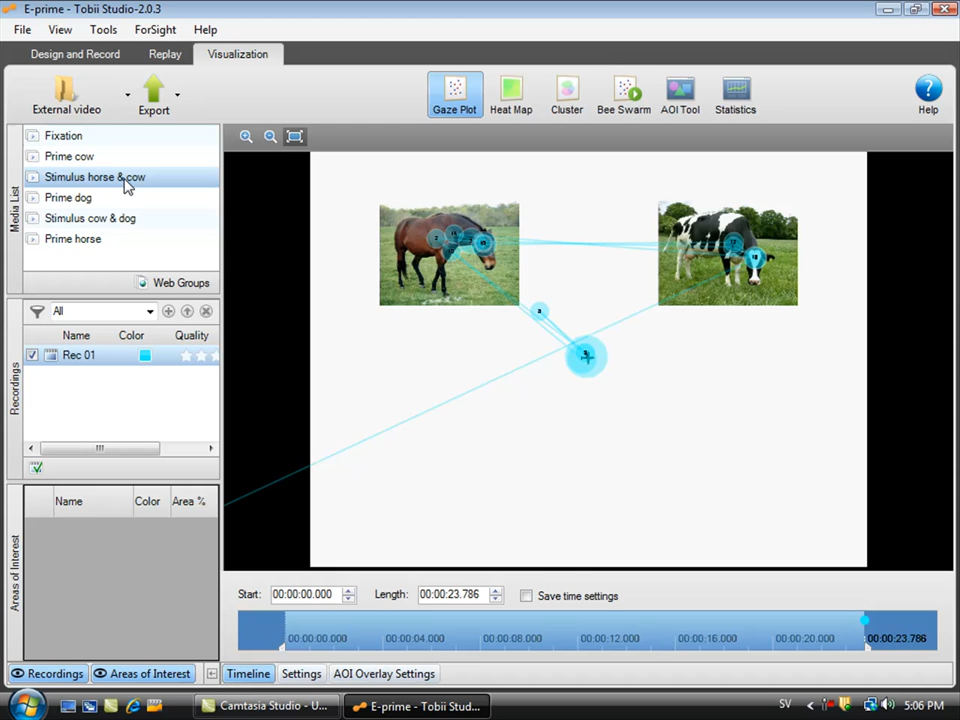 E-prime - Tobii Studio-2.0.3
File View Tools ForSight Help
Design and Record Replay Visualization
External video Export Gaze Plot Heat Map Cluster Bee Swarm AOI Tool Statistics Help
Media List
Fixation
Prime cow
Stimulus horse & cow
Prime dog
Stimulus cow & dog
Prime horse
Web Groups
Recordings
All
Name Color Quality
Rec 01
Areas of Interest
Name Color Area %
Start: 00:00:00.000 Length: 00:00:23.786 Save time settings
00:00:00.000 00:00:04.000 00:00:08.000 00:00:12.000 00:00:16.000 00:00:20.000 00:00:23.786
Recordings Areas of Interest Timeline Settings AOI Overlay Settings
Camtasia Studio - U... E-prime - Tobii Stud... SV 5:06 PM